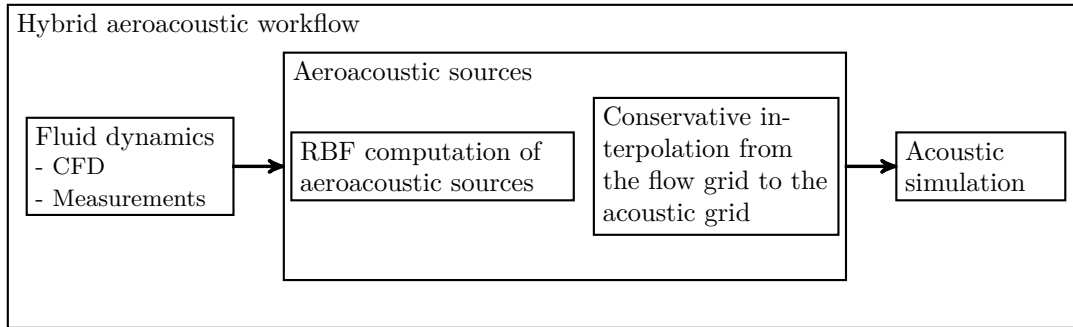 Hybrid aeroacoustic workflow
Aeroacoustic sources
Fluid dynamics
- CFD
- Measurements
RBF computation of
aeroacoustic sources
Conservative in-
terpolation from
the flow grid to the
acoustic grid
Acoustic
simulation